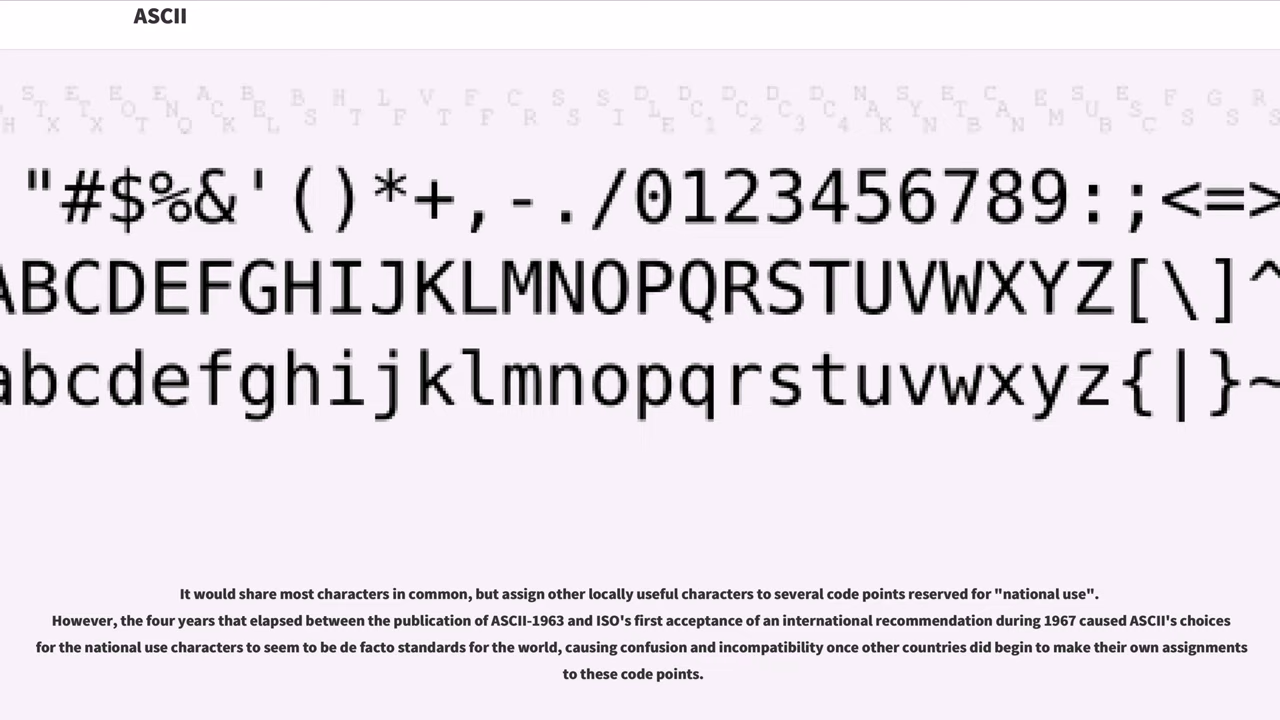 ASCII
S T X E T X E O T E N Q A C K B E L B S H T L F V T F F C R S S S I D L E D C 1 D C 2 D C 3 D C 4 N A K S Y N E T B C A N E M S U B E S C F S G S R S
"#$%&'()*+,-./0123456789:;<=>
ABCDEFGHIJKLMNOPQRSTUVWXYZ[\]^
abcdefghijklmnopqrstuvwxyz{|}~
It would share most characters in common, but assign other locally useful characters to several code points reserved for "national use".
However, the four years that elapsed between the publication of ASCII-1963 and ISO's first acceptance of an international recommendation during 1967 caused ASCII's choices
for the national use characters to seem to be de facto standards for the world, causing confusion and incompatibility once other countries did begin to make their own assignments
to these code points.